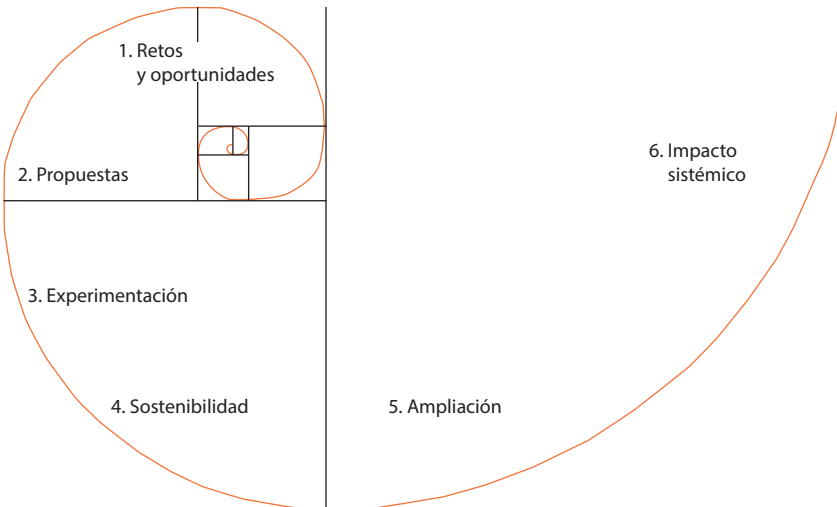 1. Retos
y oportunidades
2. Propuestas
3. Experimentación
4. Sostenibilidad
5. Ampliación
6. Impacto
sistémico